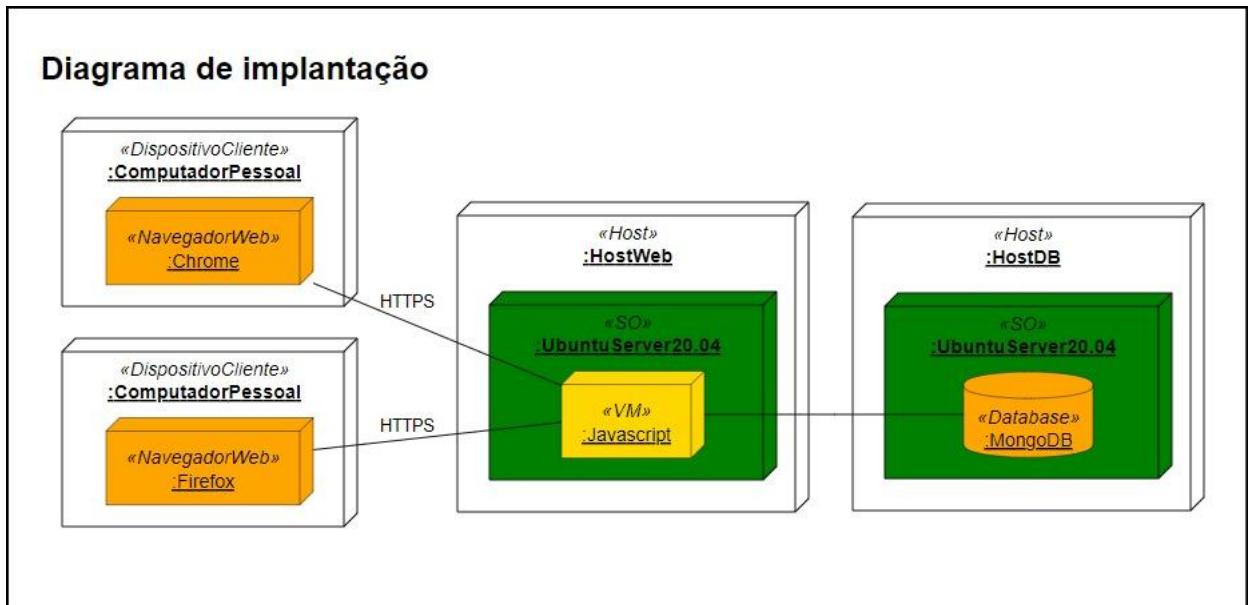 Diagrama de implantação
«DispositivoCliente»
:ComputadorPessoal
«NavegadorWeb»
:Chrome
HTTPS
«DispositivoCliente»
:ComputadorPessoal
«NavegadorWeb»
:Firefox
HTTPS
«Host»
:HostWeb
«SO»
:UbuntuServer20.04
«VM»
:Javascript
«Host»
:HostDB
«SO»
:UbuntuServer20.04
«Database»
:MongoDB